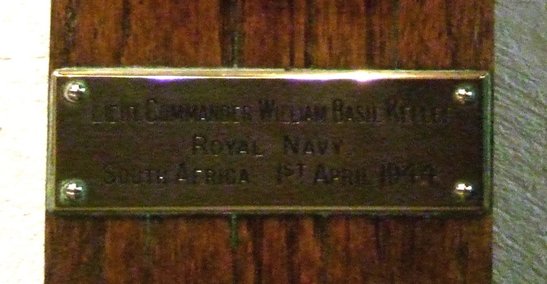 LIEUT. COMMANDER WILLIAM BASIL
ROYAL NAVY
SOUTH AFRICA 1ST APRIL 1944